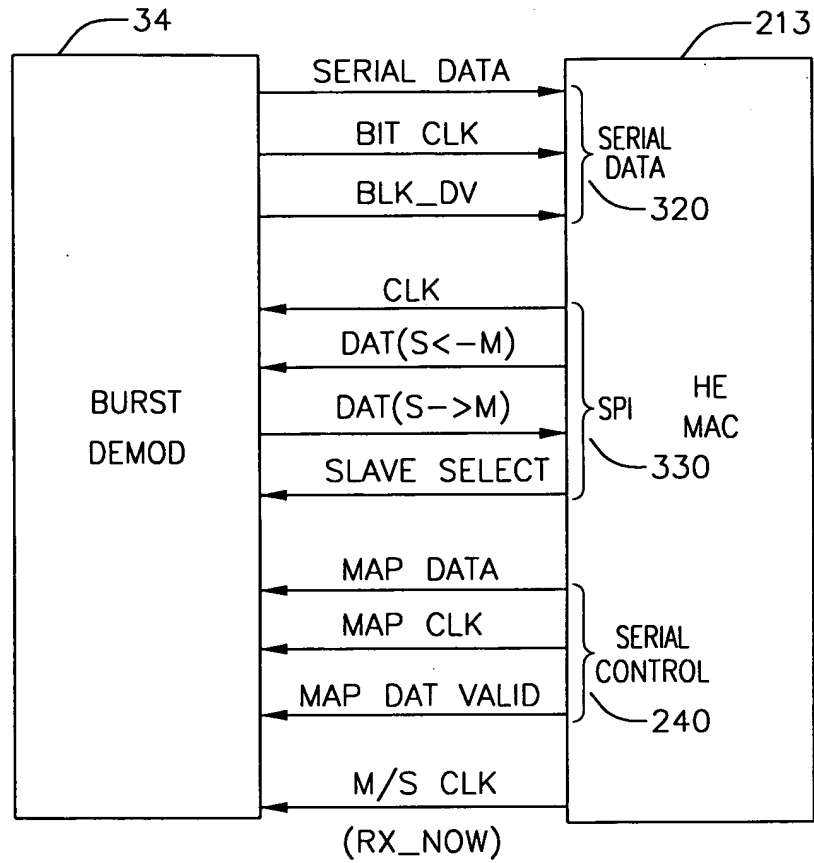 34
213
SERIAL DATA
BIT CLK
BLK_DV
SERIAL
DATA
320
CLK
DAT(S<-M)
DAT(S->M)
SLAVE SELECT
SPI
330
BURST
DEMOD
HE
MAC
MAP DATA
MAP CLK
MAP DAT VALID
SERIAL
CONTROL
240
M/S CLK
(RX_NOW)